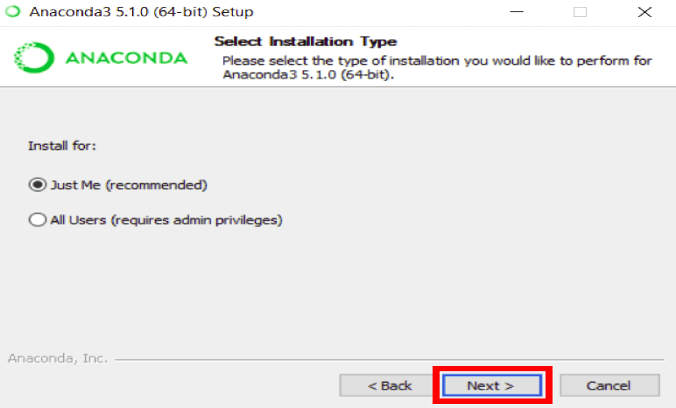 Anaconda3 5.1.0 (64-bit) Setup
ANACONDA
Select Installation Type
Please select the type of installation you would like to perform for
Anaconda3 5.1.0 (64-bit).
Install for:
Just Me (recommended)
All Users (requires admin privileges)
Anaconda, Inc.
< Back Next > Cancel